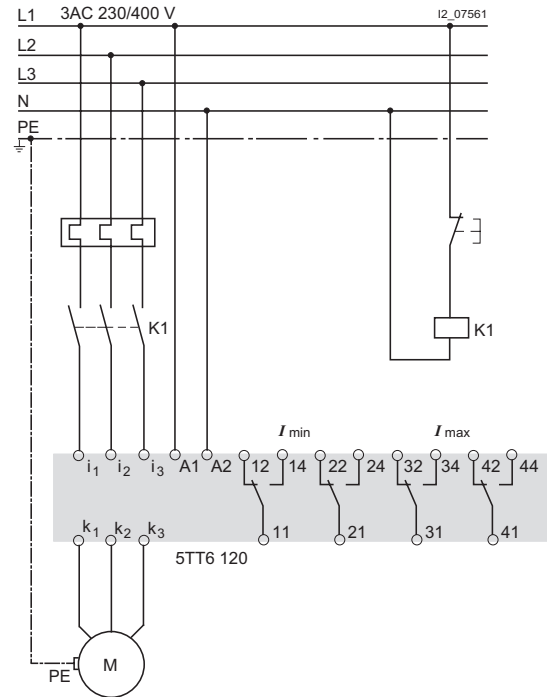 L1 3AC 230/400 V I2_07561
L2
L3
N
PE
K1 K1
I min I max
i1 i2 i3 A1 A2 12 14 22 24 32 34 42 44
k1 k2 k3 11 21 31 41
5TT6 120
M
PE